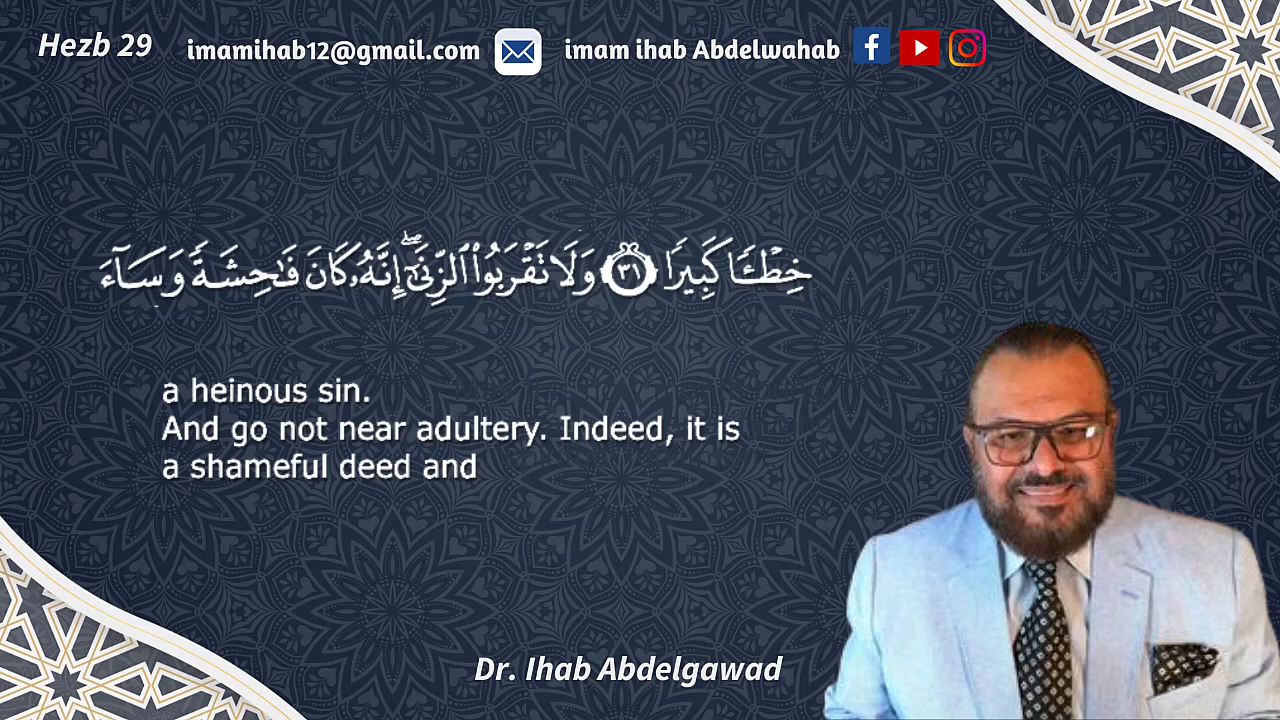 Hezb 29
imamihab12@gmail.com
imam ihab Abdelwahab
خِطْـًٔا كَبِيرًا ٣١ وَلَا تَقْرَبُوا۟ ٱلزِّنَىٰٓ ۖ إِنَّهُۥ كَانَ فَـٰحِشَةً وَسَآءَ
a heinous sin.
And go not near adultery. Indeed, it is
a shameful deed and
Dr. Ihab Abdelgawad